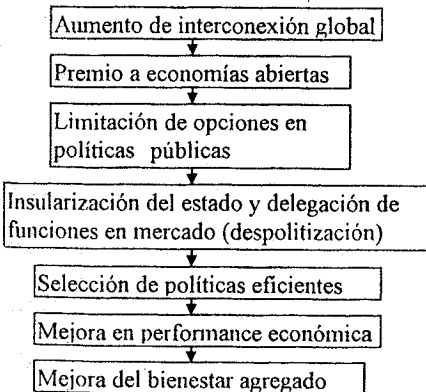 Aumento de interconexión global
Premio a economías abiertas
Limitación de opciones en
políticas públicas
Insularización del estado y delegación de
funciones en mercado (despolitización)
Selección de políticas eficientes
Mejora en performance económica
Mejora del bienestar agregado